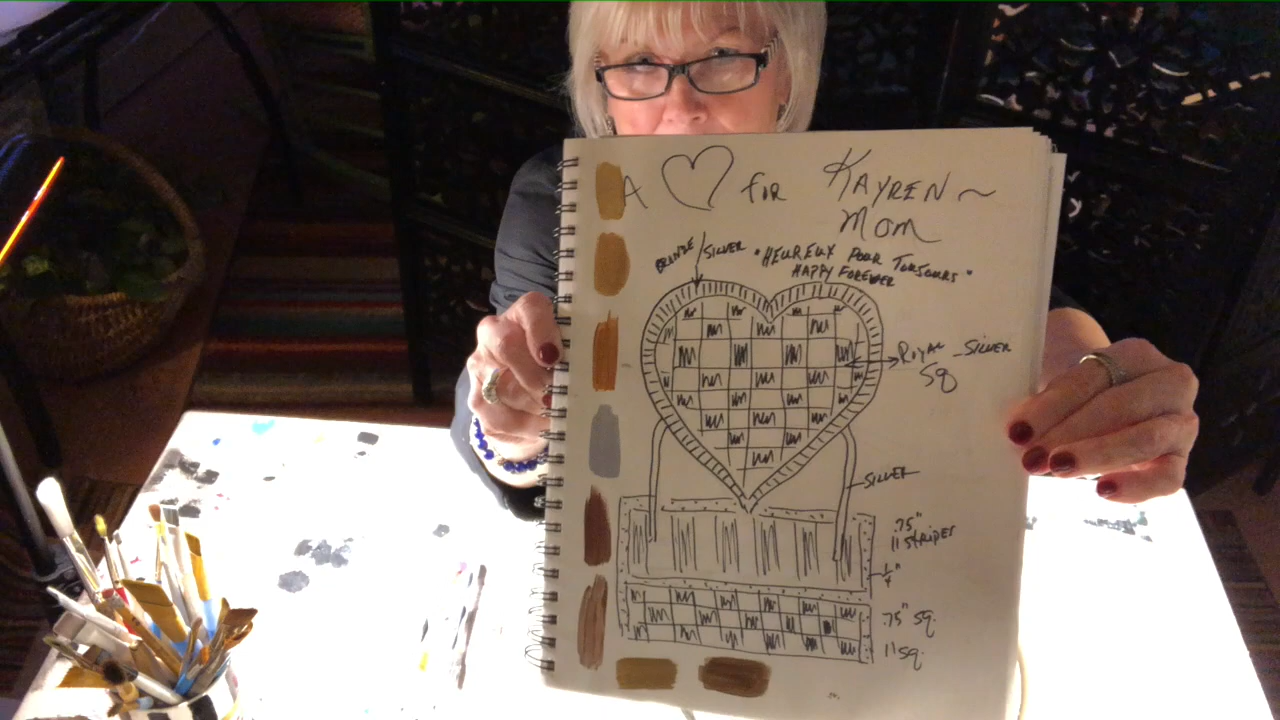 A ♡ for KAYREN ~
Mom
BRONZE / SILVER "HEUREUX POUR TOUJOURS
HAPPY FOREVER"
ROYAL - SILVER
SQ
SILVER
.75"
11 STRIPES
1/4"
.75" SQ.
11 SQ.